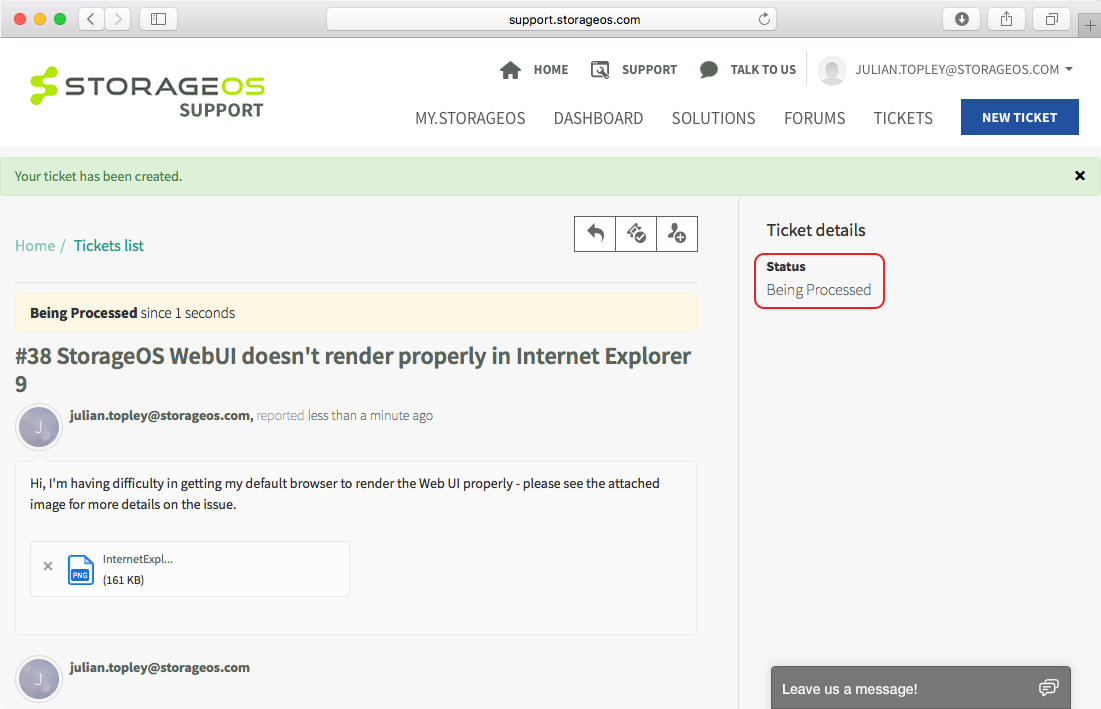 support.storageos.com
HOME SUPPORT TALK TO US JULIAN.TOPLEY@STORAGEOS.COM
STORAGEOS
SUPPORT
MY.STORAGEOS DASHBOARD SOLUTIONS FORUMS TICKETS NEW TICKET
Your ticket has been created.
Home / Tickets list
Ticket details
Status
Being Processed
Being Processed since 1 seconds
#38 StorageOS WebUI doesn't render properly in Internet Explorer
9
J
julian.topley@storageos.com, reported less than a minute ago
Hi, I'm having difficulty in getting my default browser to render the Web UI properly - please see the attached
image for more details on the issue.
PNG
InternetExpl...
(161 KB)
J
julian.topley@storageos.com
Leave us a message!